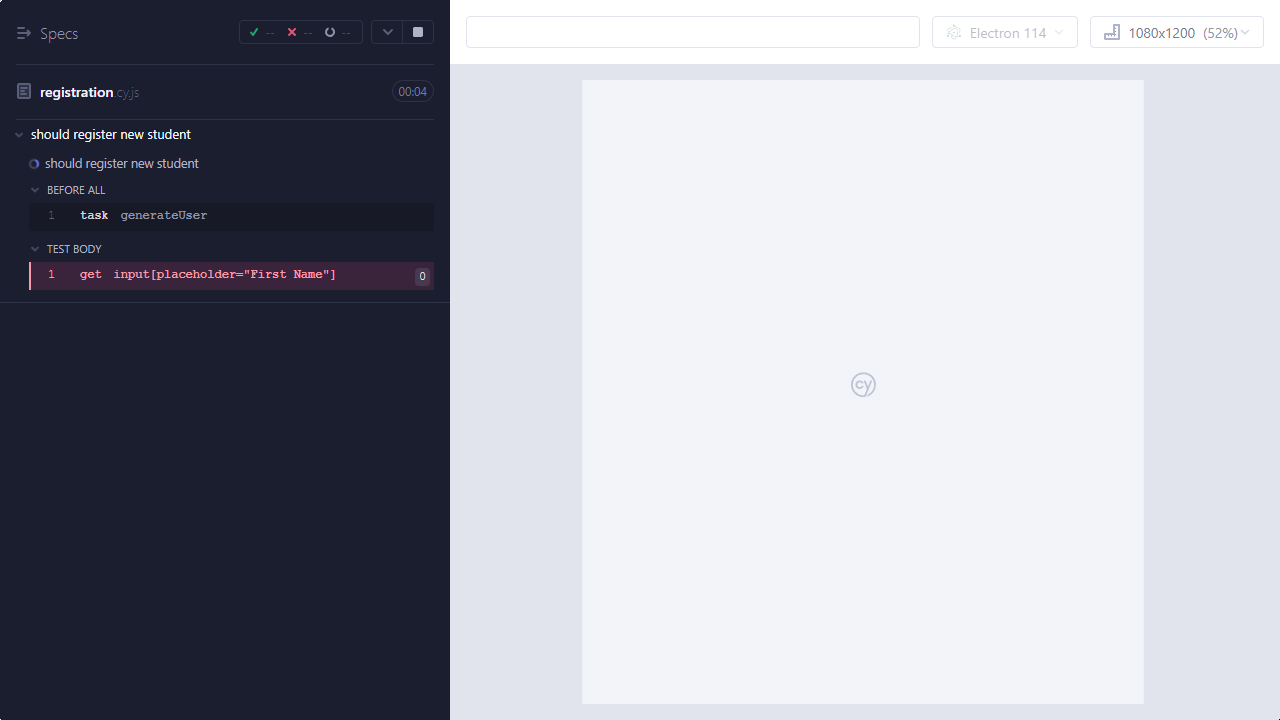 Specs
-- -- --
registration.cy.js
00:04
should register new student
should register new student
BEFORE ALL
1 task generateUser
TEST BODY
1 get input[placeholder="First Name"] 0
Electron 114
1080x1200 (52%)
cy